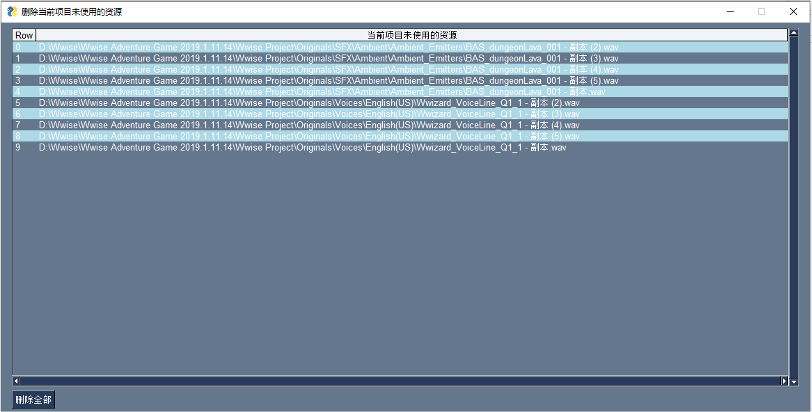 删除当前项目未使用的资源
Row 当前项目未使用的资源
0 D:\Wwise\Wwise Adventure Game 2019.1.11.14\Wwise Project\Originals\SFX\Ambient\Ambient_Emitters\BAS_dungeonLava_001 - 副本 (2).wav
1 D:\Wwise\Wwise Adventure Game 2019.1.11.14\Wwise Project\Originals\SFX\Ambient\Ambient_Emitters\BAS_dungeonLava_001 - 副本 (3).wav
2 D:\Wwise\Wwise Adventure Game 2019.1.11.14\Wwise Project\Originals\SFX\Ambient\Ambient_Emitters\BAS_dungeonLava_001 - 副本 (4).wav
3 D:\Wwise\Wwise Adventure Game 2019.1.11.14\Wwise Project\Originals\SFX\Ambient\Ambient_Emitters\BAS_dungeonLava_001 - 副本 (5).wav
4 D:\Wwise\Wwise Adventure Game 2019.1.11.14\Wwise Project\Originals\SFX\Ambient\Ambient_Emitters\BAS_dungeonLava_001 - 副本.wav
5 D:\Wwise\Wwise Adventure Game 2019.1.11.14\Wwise Project\Originals\Voices\English(US)\Wwizard_VoiceLine_Q1_1 - 副本 (2).wav
6 D:\Wwise\Wwise Adventure Game 2019.1.11.14\Wwise Project\Originals\Voices\English(US)\Wwizard_VoiceLine_Q1_1 - 副本 (3).wav
7 D:\Wwise\Wwise Adventure Game 2019.1.11.14\Wwise Project\Originals\Voices\English(US)\Wwizard_VoiceLine_Q1_1 - 副本 (4).wav
8 D:\Wwise\Wwise Adventure Game 2019.1.11.14\Wwise Project\Originals\Voices\English(US)\Wwizard_VoiceLine_Q1_1 - 副本 (5).wav
9 D:\Wwise\Wwise Adventure Game 2019.1.11.14\Wwise Project\Originals\Voices\English(US)\Wwizard_VoiceLine_Q1_1 - 副本.wav
删除全部